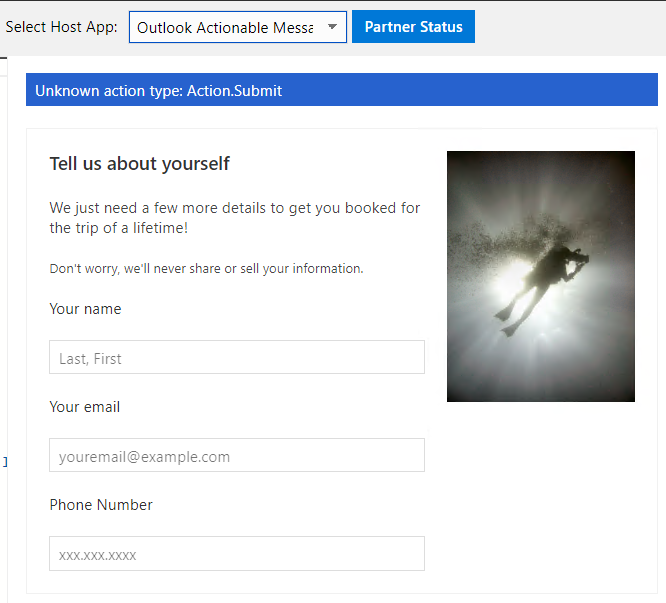 Select Host App: Outlook Actionable Messa Partner Status
Unknown action type: Action.Submit
Tell us about yourself
We just need a few more details to get you booked for
the trip of a lifetime!
Don't worry, we'll never share or sell your information.
Your name
Last, First
Your email
youremail@example.com
]
Phone Number
xxx.xxx.xxxx